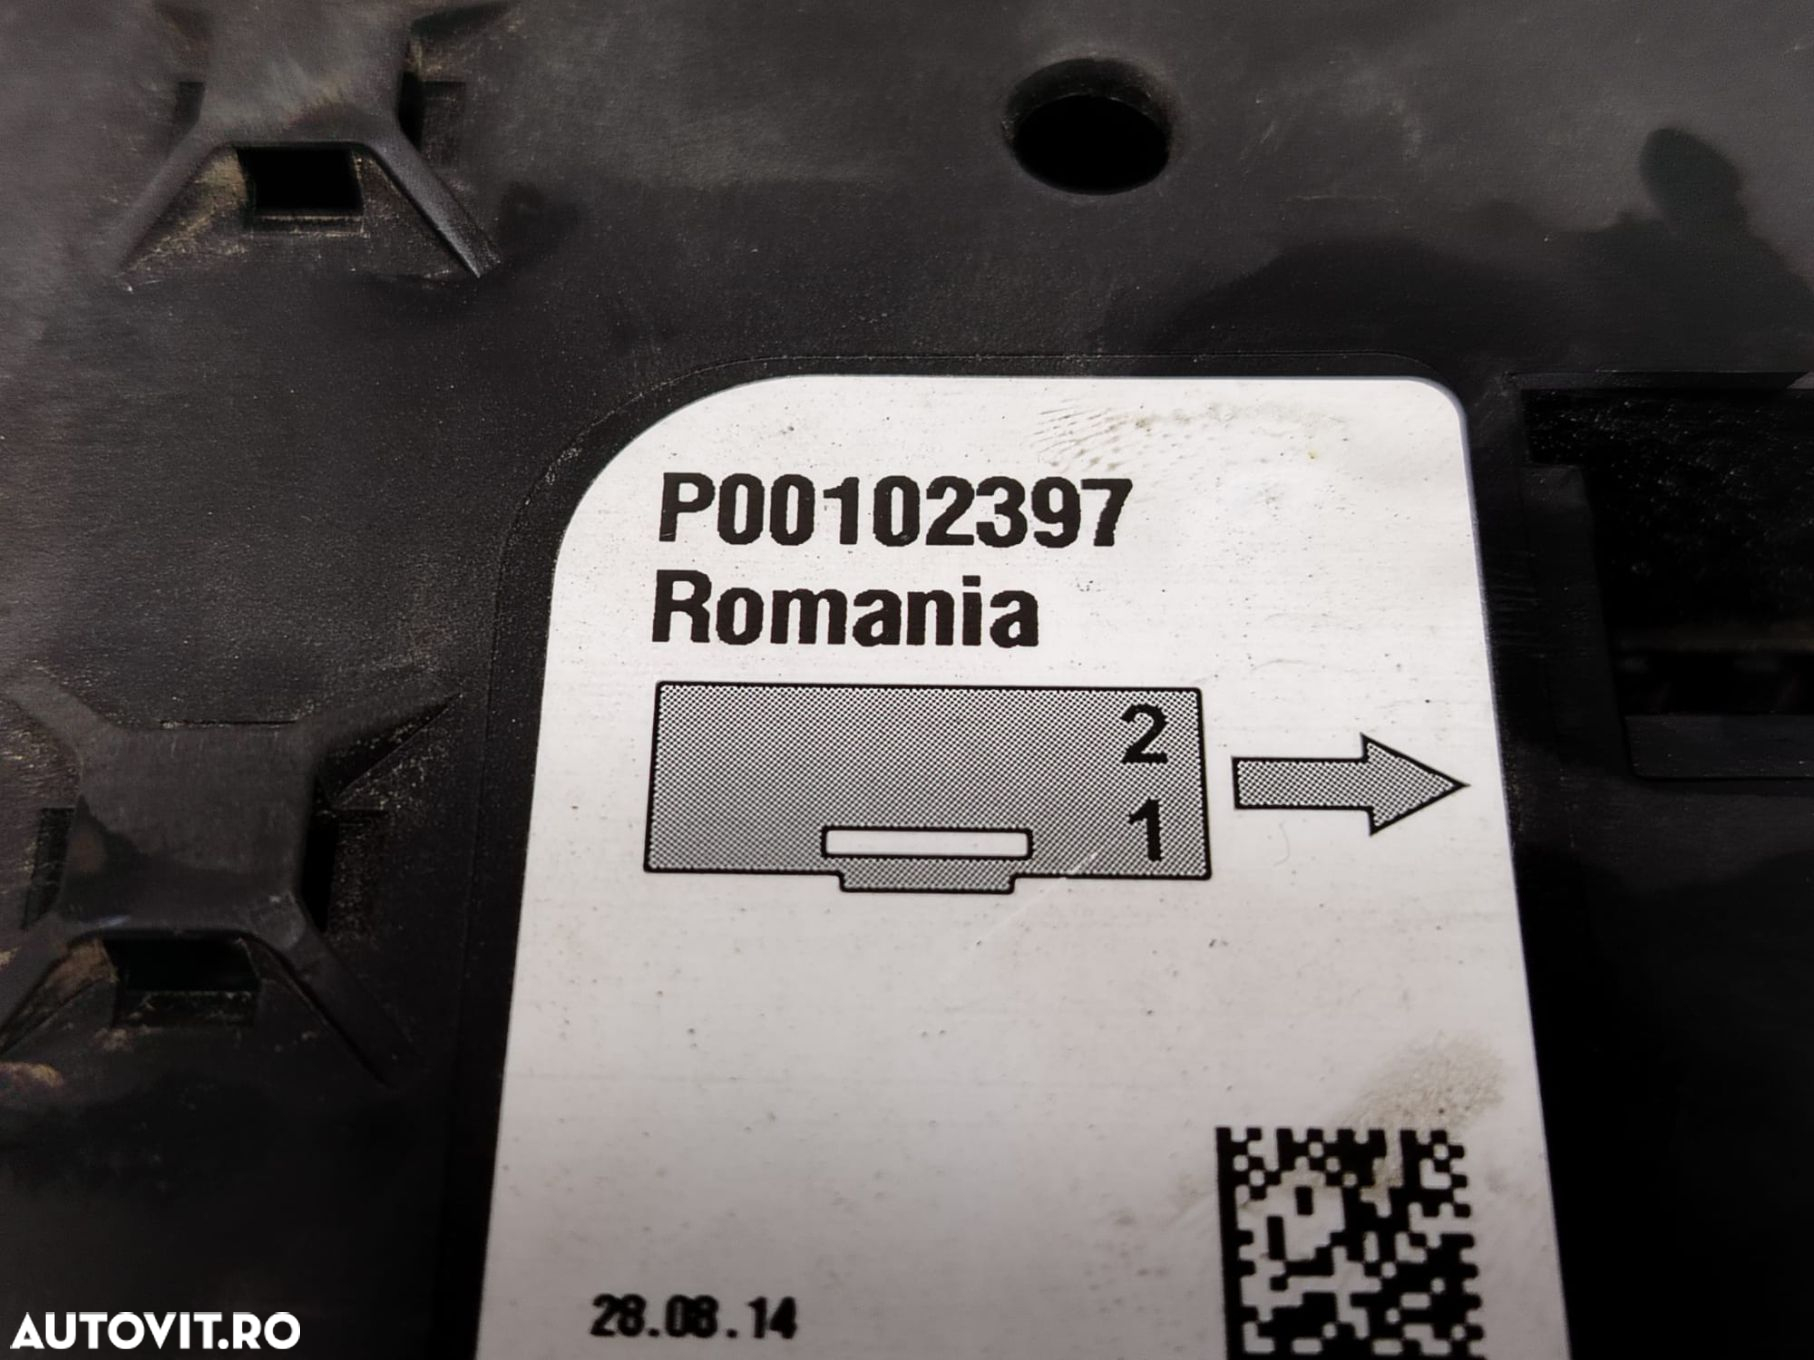 P00102397
Romania
2
1
28.08.14
AUTOVIT.RO